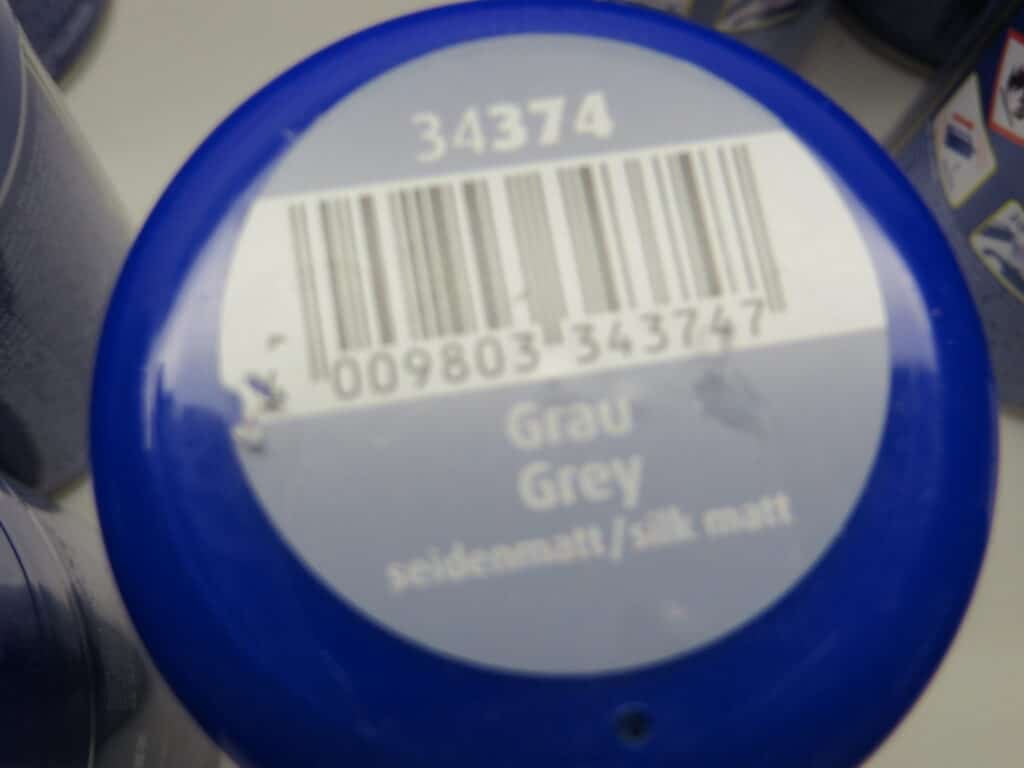 34374
009803 343747
Grau
Grey
seidenmatt/silk matt